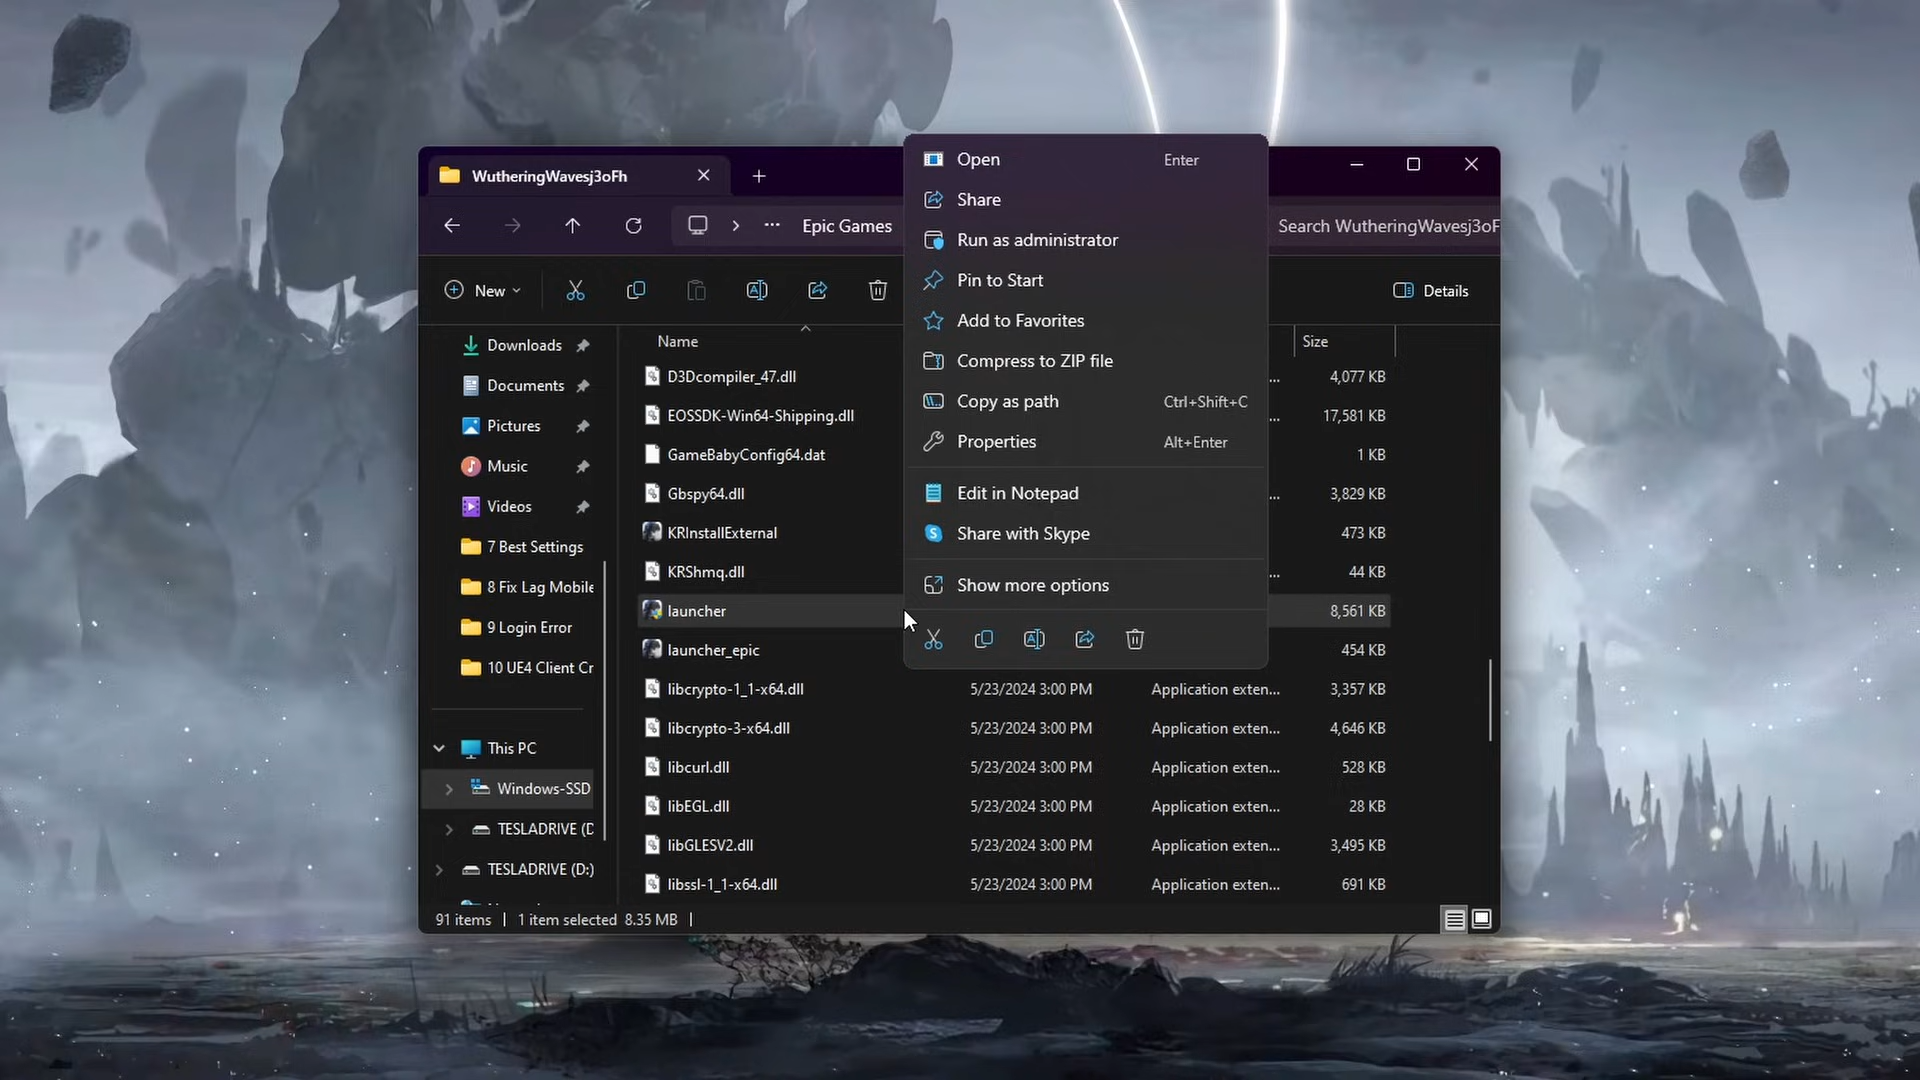 WutheringWavesj3oFh
Epic Games
Search WutheringWavesj3oF
New
Details
Downloads
Documents
Pictures
Music
Videos
7 Best Settings
8 Fix Lag Mobile
9 Login Error
10 UE4 Client Cr
This PC
Windows-SSD
TESLADRIVE (D
TESLADRIVE (D:)
Name
Size
D3Dcompiler_47.dll ... 4,077 KB
EOSSDK-Win64-Shipping.dll 17,581 KB
GameBabyConfig64.dat 1 KB
Gbspy64.dll ... 3,829 KB
KRInstallExternal 473 KB
KRShmq.dll ... 44 KB
launcher 8,561 KB
launcher_epic 454 KB
libcrypto-1_1-x64.dll 5/23/2024 3:00 PM Application exten... 3,357 KB
libcrypto-3-x64.dll 5/23/2024 3:00 PM Application exten... 4,646 KB
libcurl.dll 5/23/2024 3:00 PM Application exten... 528 KB
libEGL.dll 5/23/2024 3:00 PM Application exten... 28 KB
libGLESV2.dll 5/23/2024 3:00 PM Application exten... 3,495 KB
libssl-1_1-x64.dll 5/23/2024 3:00 PM Application exten... 691 KB
Open Enter
Share
Run as administrator
Pin to Start
Add to Favorites
Compress to ZIP file
Copy as path Ctrl+Shift+C
Properties Alt+Enter
Edit in Notepad
Share with Skype
Show more options
91 items | 1 item selected 8.35 MB |